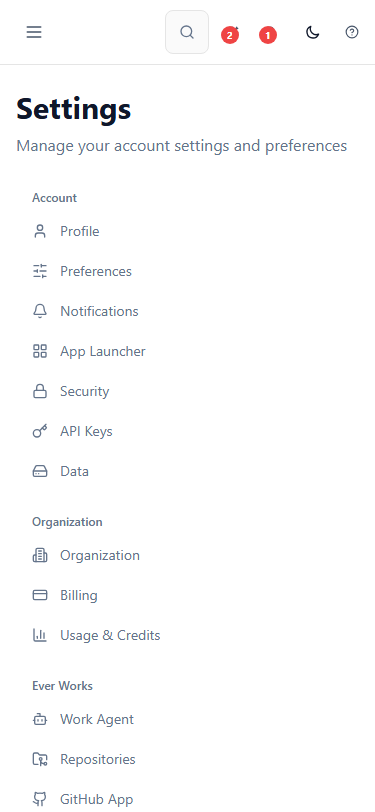 2
1
Settings
Manage your account settings and preferences
Account
Profile
Preferences
Notifications
App Launcher
Security
API Keys
Data
Organization
Organization
Billing
Usage & Credits
Ever Works
Work Agent
Repositories
GitHub App